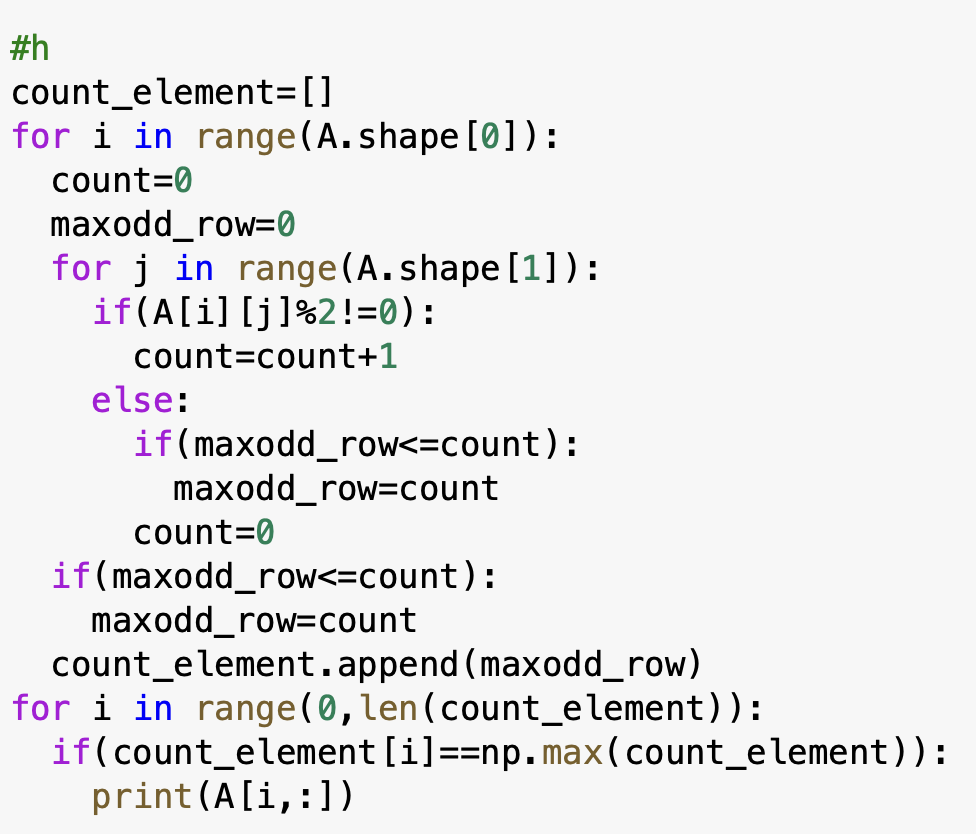 #h
count_element=[]
for i in range(A.shape[0]):
  count=0
  maxodd_row=0
  for j in range(A.shape[1]):
    if(A[i][j]%2!=0):
      count=count+1
    else:
      if(maxodd_row<=count):
        maxodd_row=count
      count=0
  if(maxodd_row<=count):
    maxodd_row=count
  count_element.append(maxodd_row)
for i in range(0,len(count_element)):
  if(count_element[i]==np.max(count_element)):
    print(A[i,:])